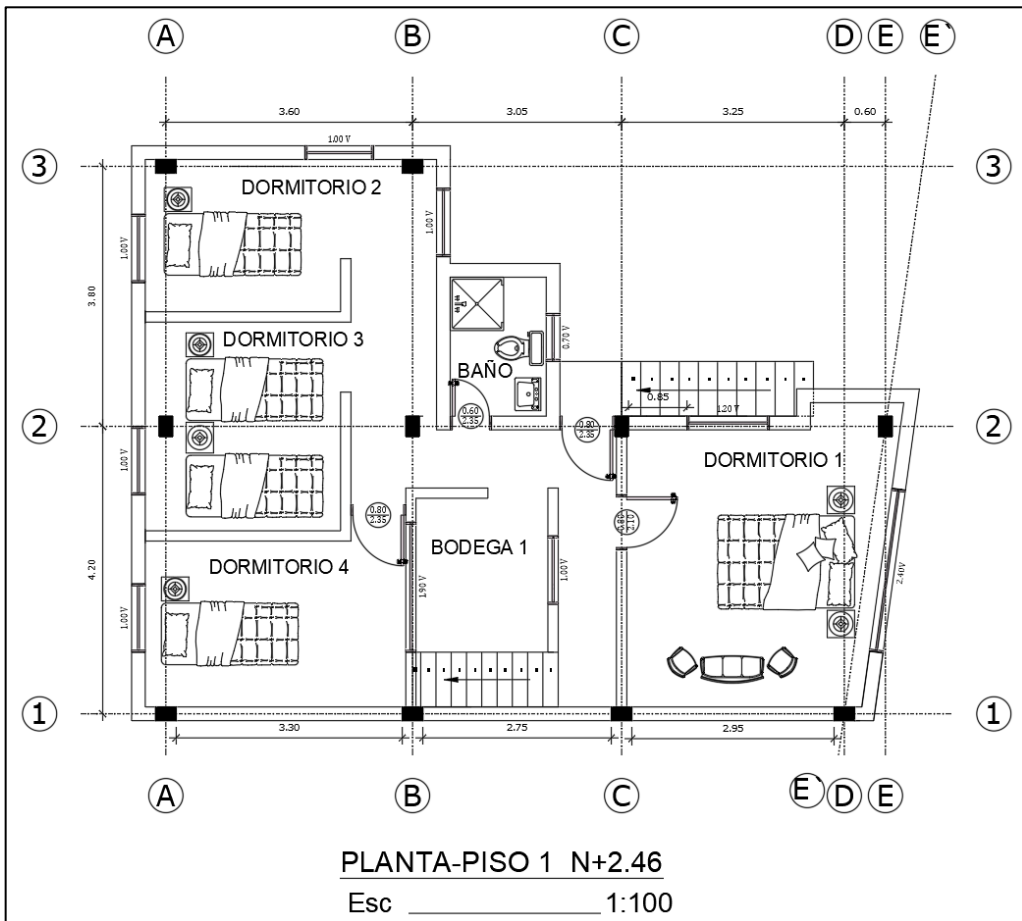 A B C D E E`
3.60 3.05 3.25 0.60
3 1.00 V 3
DORMITORIO 2
1.00 V 1.00 V
3.80
DORMITORIO 3
0.70 V
BAÑO
0.85
0.60
2.35
0.80
2.35
1.20 V
2 2
DORMITORIO 1
1.00 V
0.80
2.35
0.80
2.10
BODEGA 1
4.20
DORMITORIO 4
1.00 V 1.90 V 1.00 V 2.40V
1 1
3.30 2.75 2.95
A B C E` D E
PLANTA-PISO 1 N+2.46
Esc 1:100